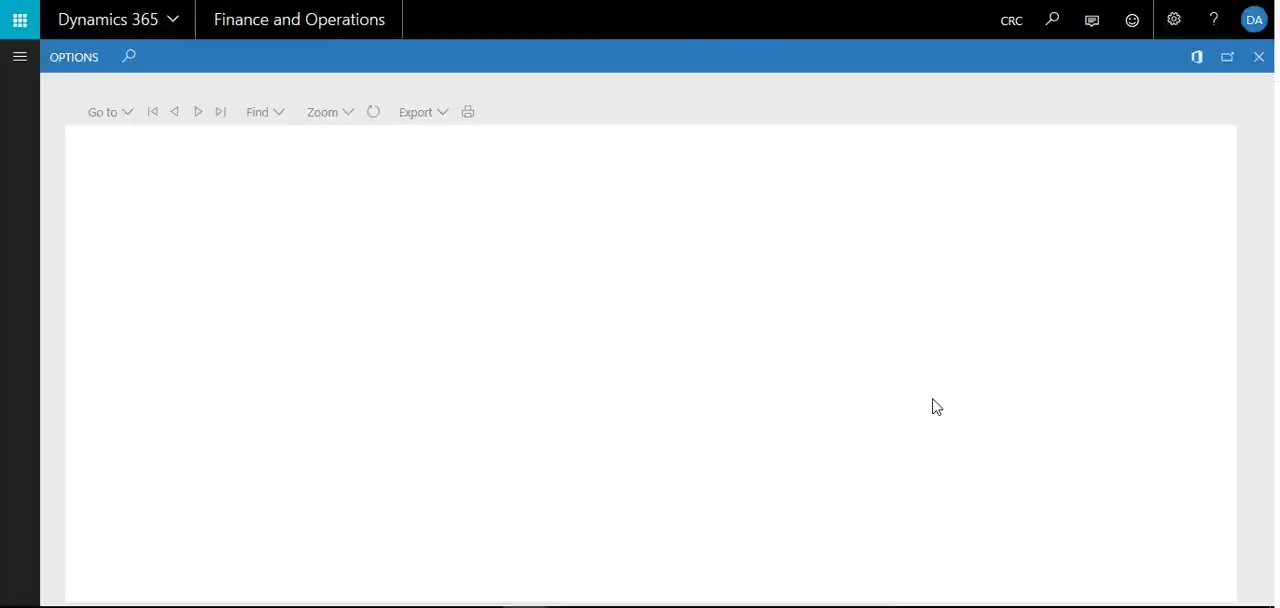 Dynamics 365 Finance and Operations CRC ? DA
OPTIONS
Go to Find Zoom Export